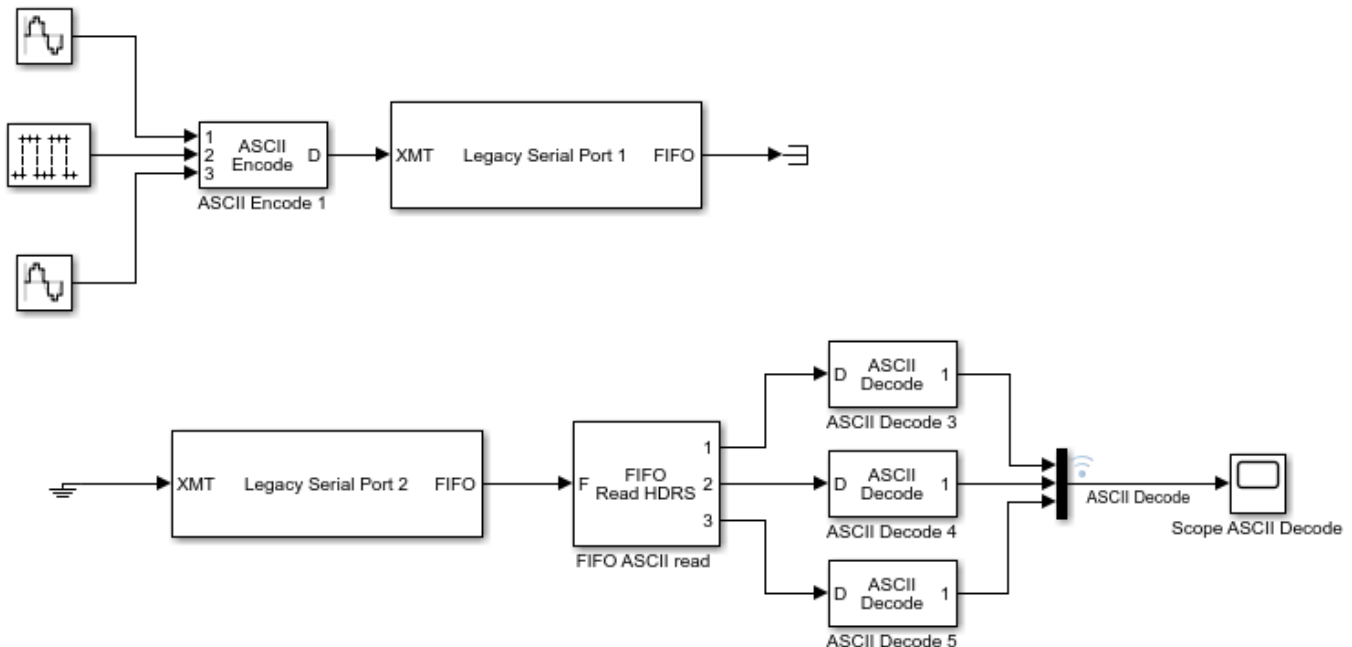 1
2
3
ASCII
Encode
D
ASCII Encode 1
XMT
Legacy Serial Port 1
FIFO
XMT
Legacy Serial Port 2
FIFO
F
FIFO
Read HDRS
1
2
3
FIFO ASCII read
D
ASCII
Decode
1
ASCII Decode 3
D
ASCII
Decode
1
ASCII Decode 4
D
ASCII
Decode
1
ASCII Decode 5
ASCII Decode
Scope ASCII Decode